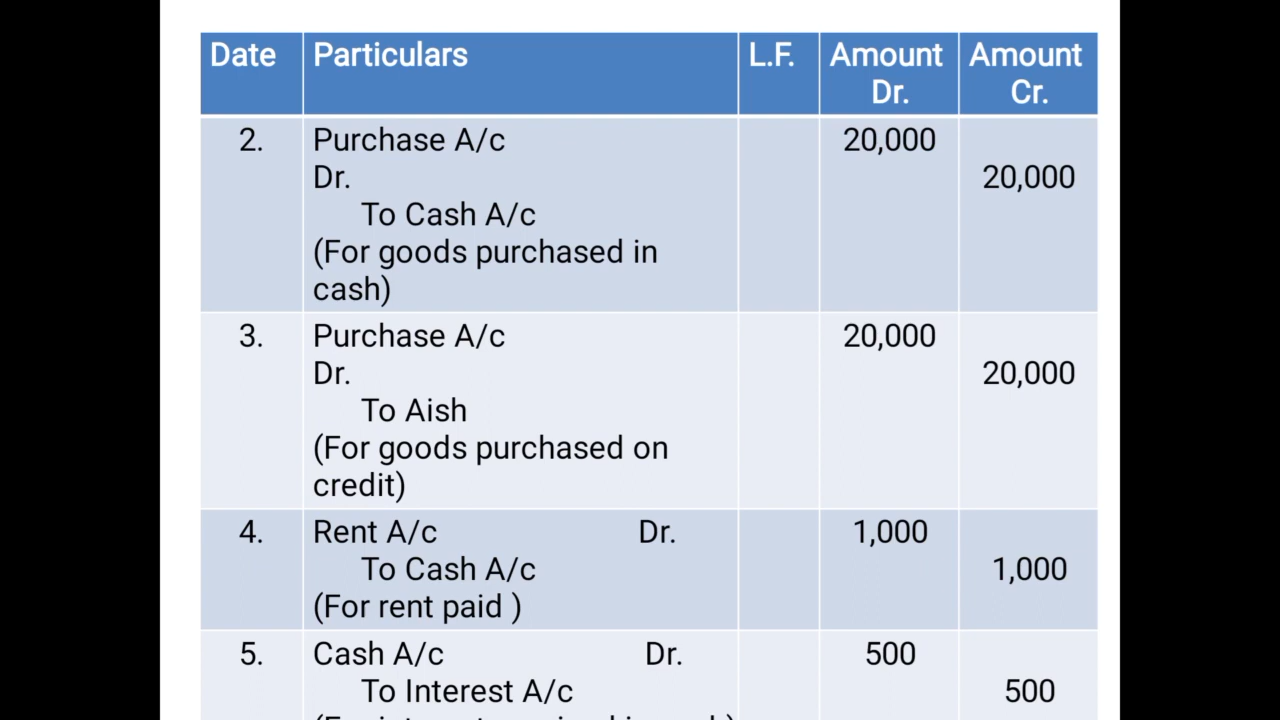 Date Particulars L.F. Amount Dr. Amount Cr.
2. Purchase A/c 20,000
Dr. 20,000
To Cash A/c
(For goods purchased in
cash)
3. Purchase A/c 20,000
Dr. 20,000
To Aish
(For goods purchased on
credit)
4. Rent A/c Dr. 1,000
To Cash A/c 1,000
(For rent paid )
5. Cash A/c Dr. 500
To Interest A/c 500